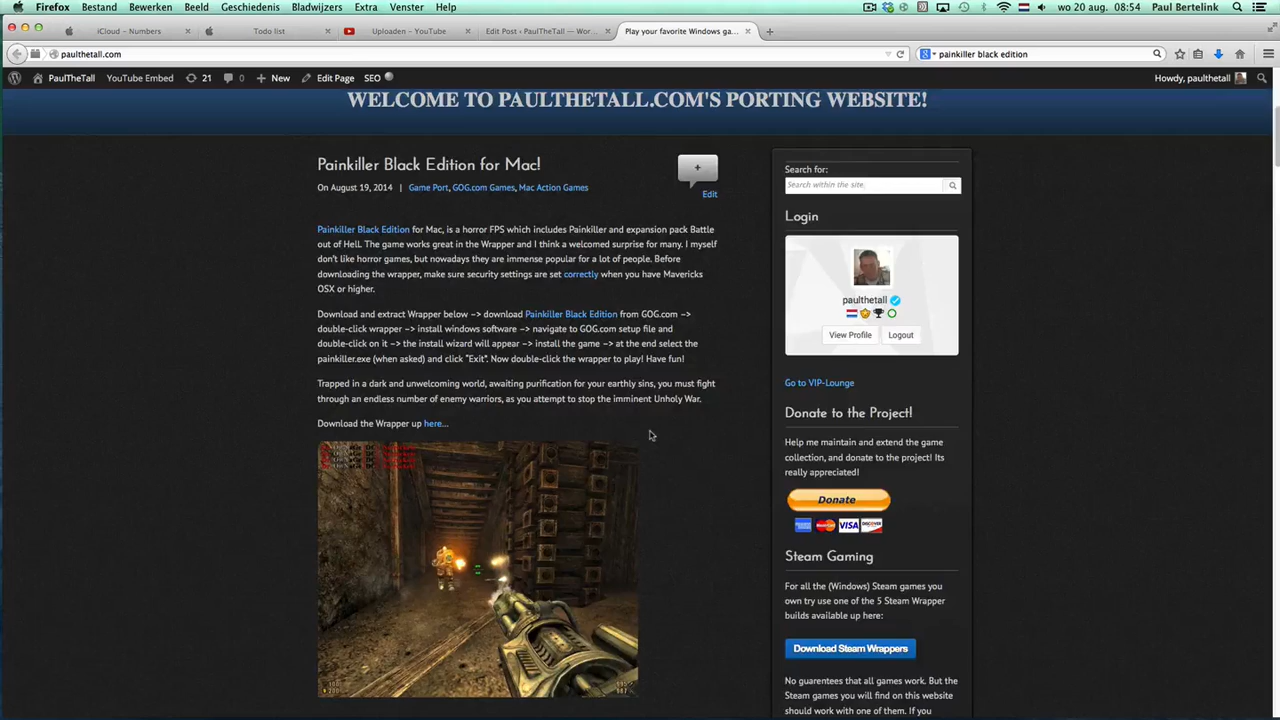 Firefox Bestand Bewerken Beeld Geschiedenis Bladwijzers Extra Venster Help wo 20 aug. 08:54 Paul Bertelink
iCloud – Numbers Todo list Uploaden – YouTube Edit Post ‹ PaulTheTall — Wor... Play your favorite Windows ga...
paulthetall.com painkiller black edition
PaulTheTall YouTube Embed 21 0 New Edit Page SEO Howdy, paulthetall
WELCOME TO PAULTHETALL.COM'S PORTING WEBSITE!
Painkiller Black Edition for Mac!
+
On August 19, 2014 | Game Port, GOG.com Games, Mac Action Games
Edit
Painkiller Black Edition for Mac, is a horror FPS which includes Painkiller and expansion pack Battle
out of Hell. The game works great in the Wrapper and I think a welcomed surprise for many. I myself
don't like horror games, but nowadays they are immense popular for a lot of people. Before
downloading the wrapper, make sure security settings are set correctly when you have Mavericks
OSX or higher.
Download and extract Wrapper below –> download Painkiller Black Edition from GOG.com –>
double-click wrapper –> install windows software –> navigate to GOG.com setup file and
double-click on it –> the install wizard will appear –> install the game –> at the end select the
painkiller.exe (when asked) and click "Exit". Now double-click the wrapper to play! Have fun!
Trapped in a dark and unwelcoming world, awaiting purification for your earthly sins, you must fight
through an endless number of enemy warriors, as you attempt to stop the imminent Unholy War.
Download the Wrapper up here...
Search for:
Search within the site.
Login
paulthetall
View Profile Logout
Go to VIP-Lounge
Donate to the Project!
Help me maintain and extend the game
collection, and donate to the project! Its
really appreciated!
Donate
VISA DISCOVER
Steam Gaming
For all the (Windows) Steam games you
own try use one of the 5 Steam Wrapper
builds available up here:
Download Steam Wrappers
No guarentees that all games work. But the
Steam games you will find on this website
should work with one of them. If you